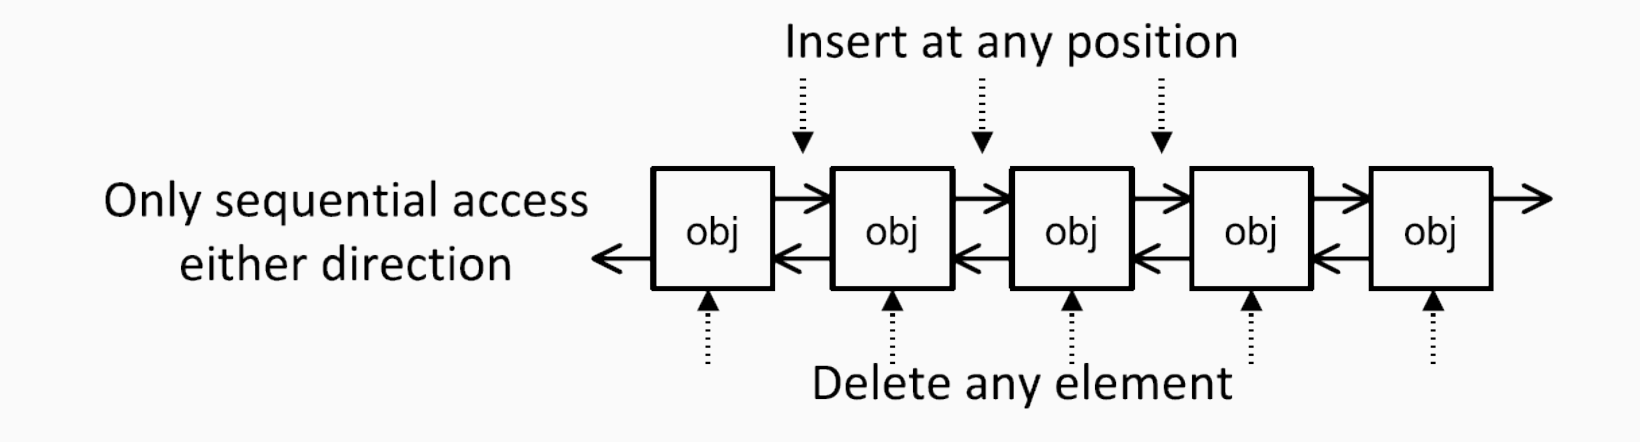 Insert at any position
Only sequential access
either direction
obj
obj
obj
obj
obj
Delete any element